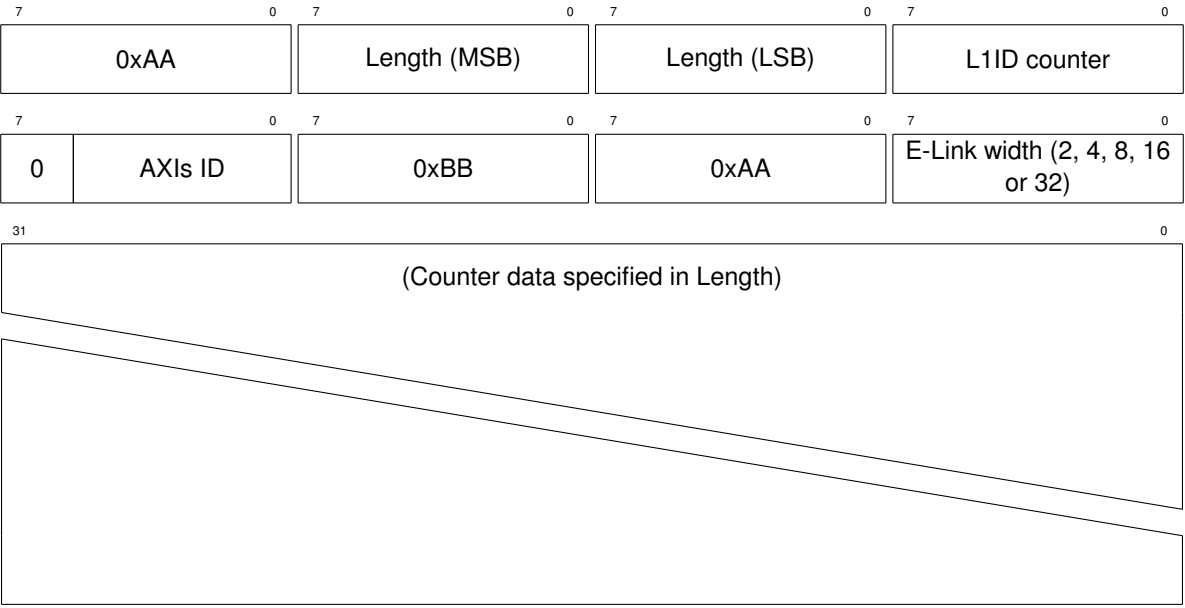 7 0 7 0 7 0 7 0
0xAA Length (MSB) Length (LSB) L1ID counter
7 0 7 0 7 0 7 0
0 AXIs ID 0xBB 0xAA E-Link width (2, 4, 8, 16
or 32)
31 0
(Counter data specified in Length)